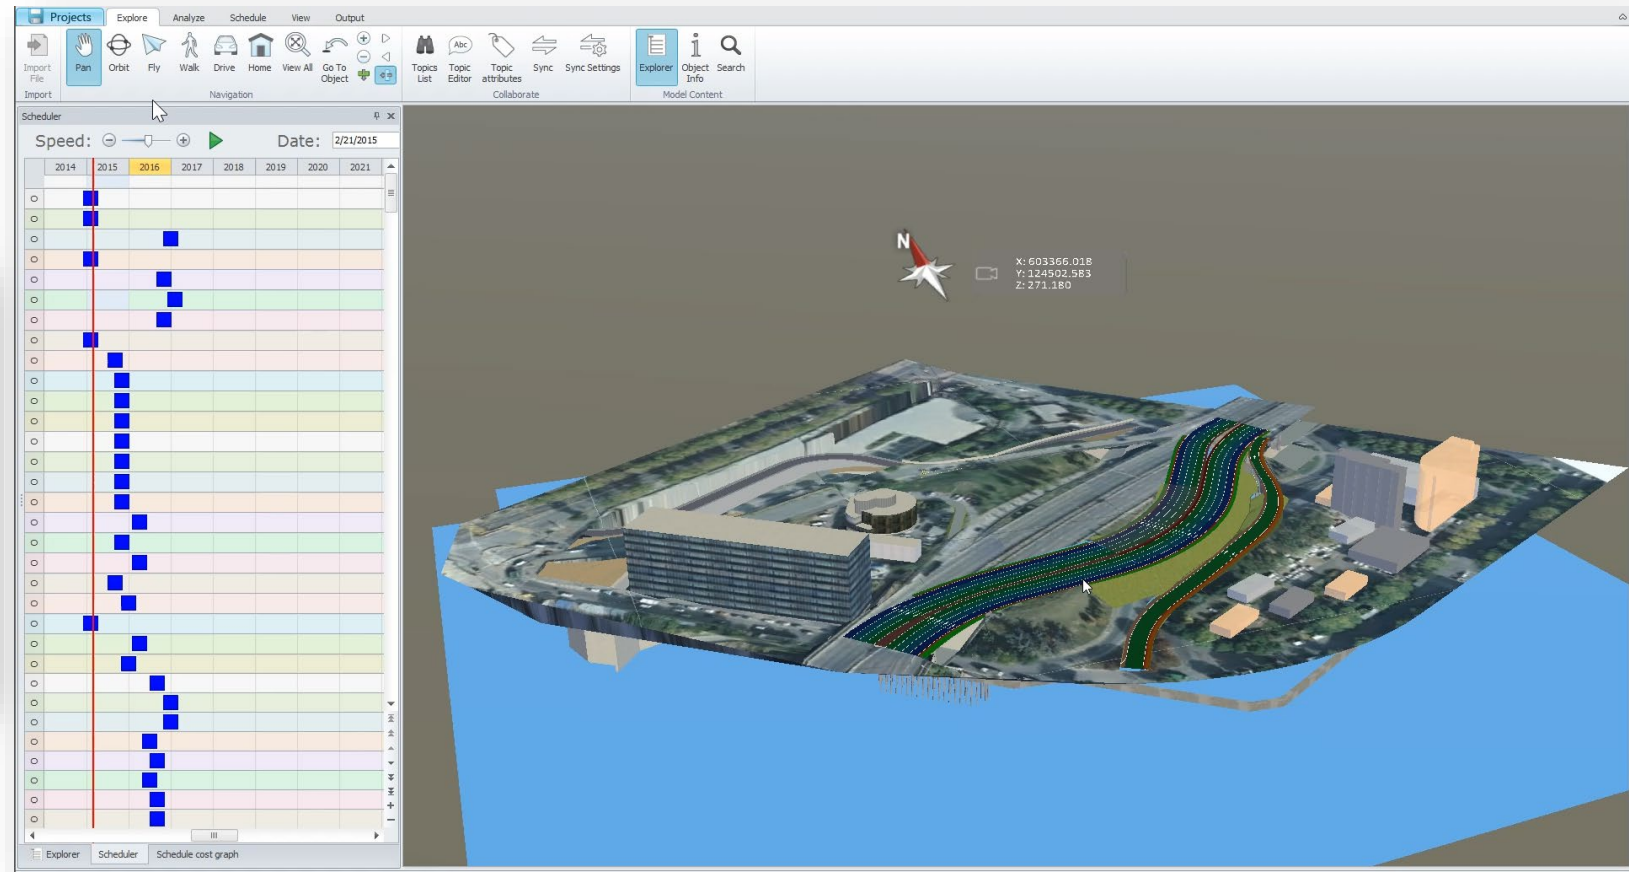 Projects Explore Analyze Schedule View Output
Import File
Pan
Orbit
Fly
Walk
Drive
Home
View All
Go To Object
Topics List
Abc
Topic Editor
Topic attributes
Sync
Sync Settings
Explorer
Object Info
Search
Import Navigation Collaborate Model Content
Scheduler
Speed: Date: 2/21/2015
2014 2015 2016 2017 2018 2019 2020 2021
N
X: 603366.018
Y: 124502.583
Z: 271.180
Explorer Scheduler Schedule cost graph